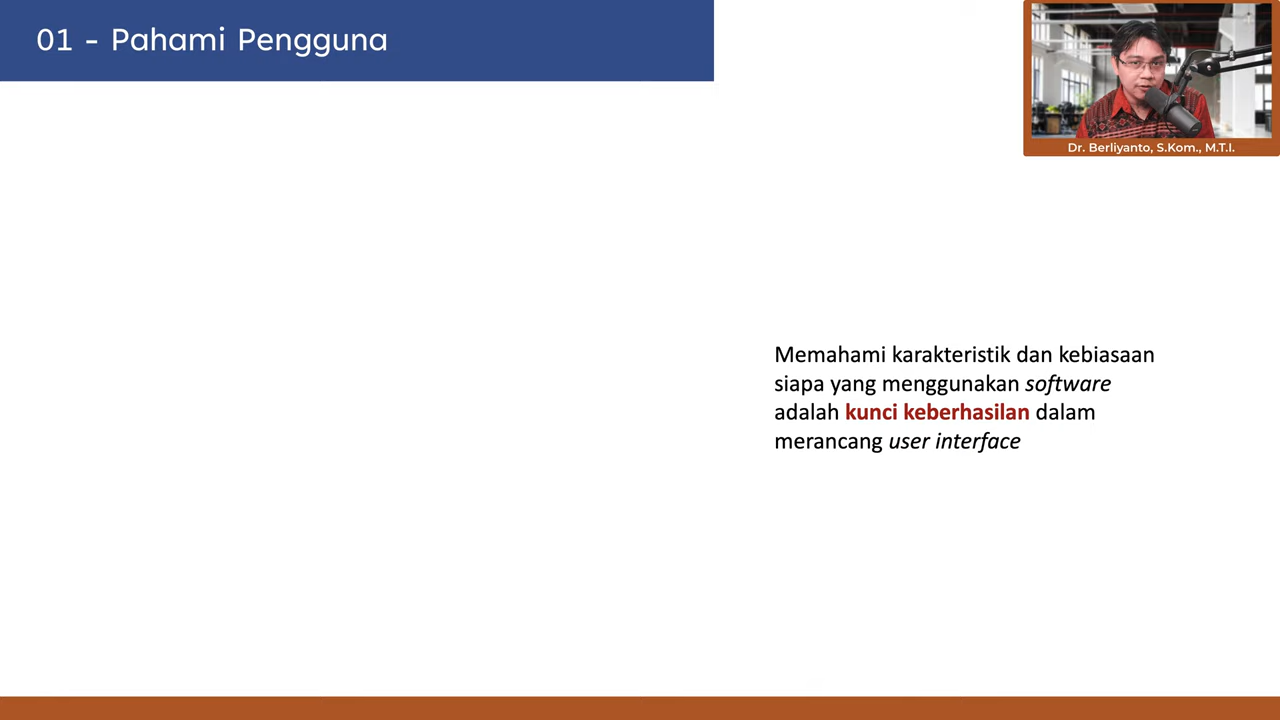 01 - Pahami Pengguna
Dr. Berliyanto, S.Kom., M.T.I.
Memahami karakteristik dan kebiasaan
siapa yang menggunakan software
adalah kunci keberhasilan dalam
merancang user interface